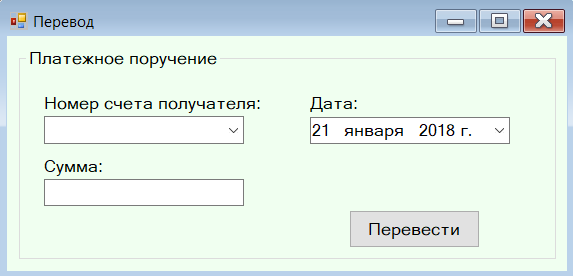 Перевод
Платежное поручение
Номер счета получателя:
Дата:
21 января 2018 г.
Сумма:
Перевести